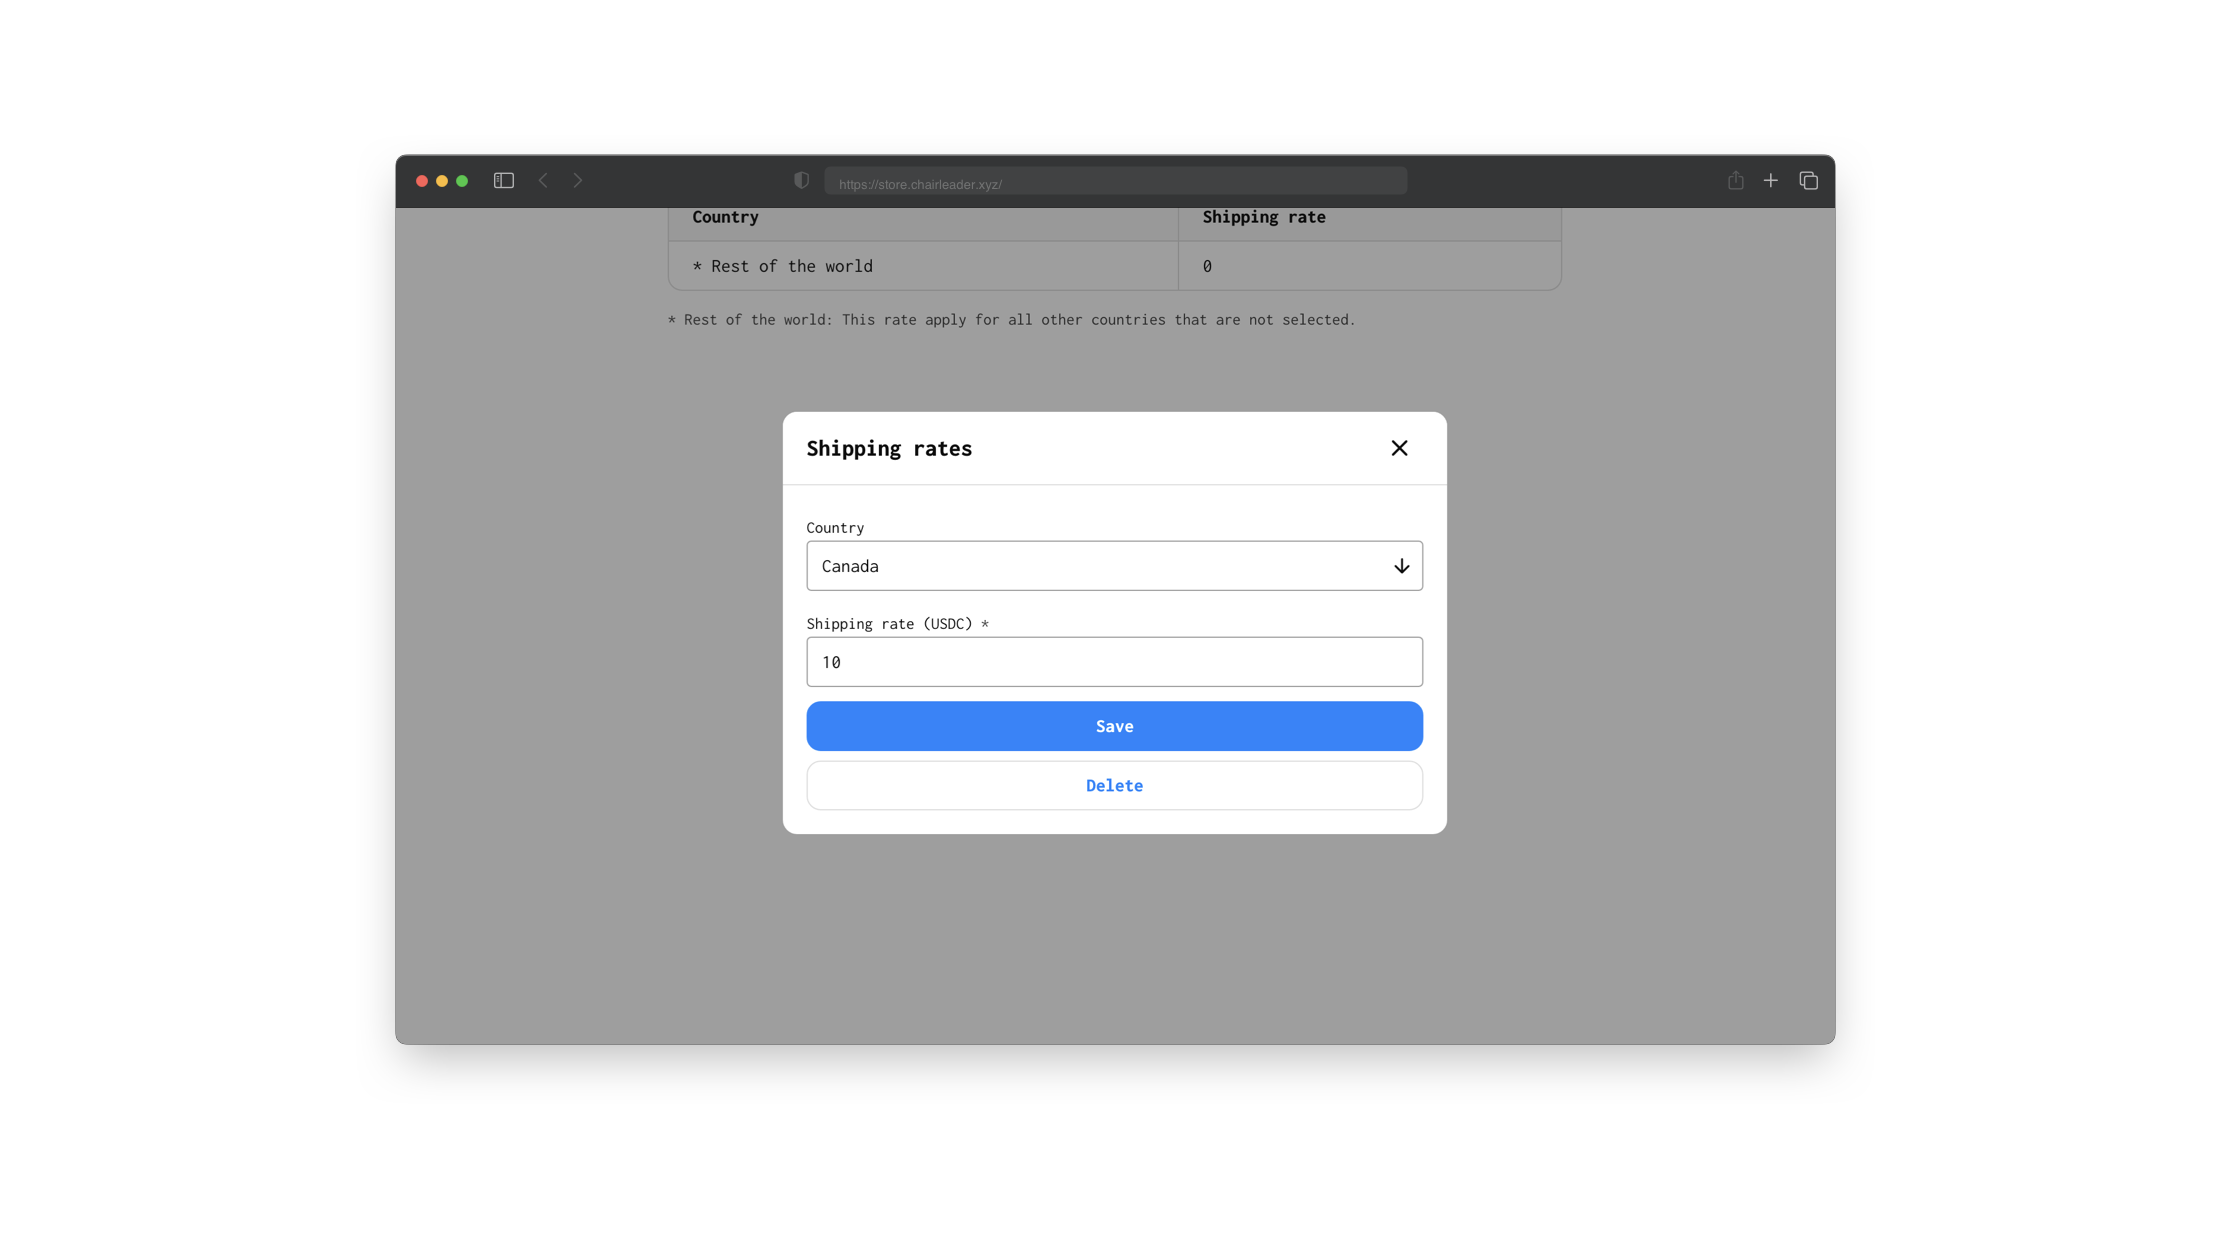 https://store.chairleader.xyz/
Country Shipping rate
* Rest of the world 0
* Rest of the world: This rate apply for all other countries that are not selected.
Shipping rates
Country
Canada
Shipping rate (USDC) *
10
Save
Delete